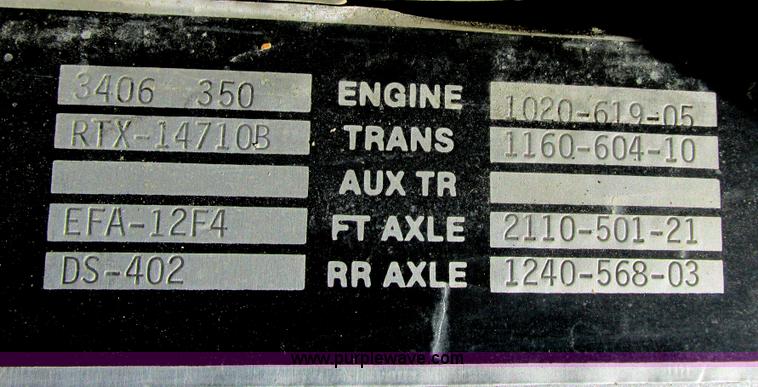 3406 350 ENGINE 1020-619-05
RTX-14710B TRANS 1160-604-10
AUX TR
EFA-12F4 FT AXLE 2110-501-21
DS-402 RR AXLE 1240-568-03
www.purplewave.com